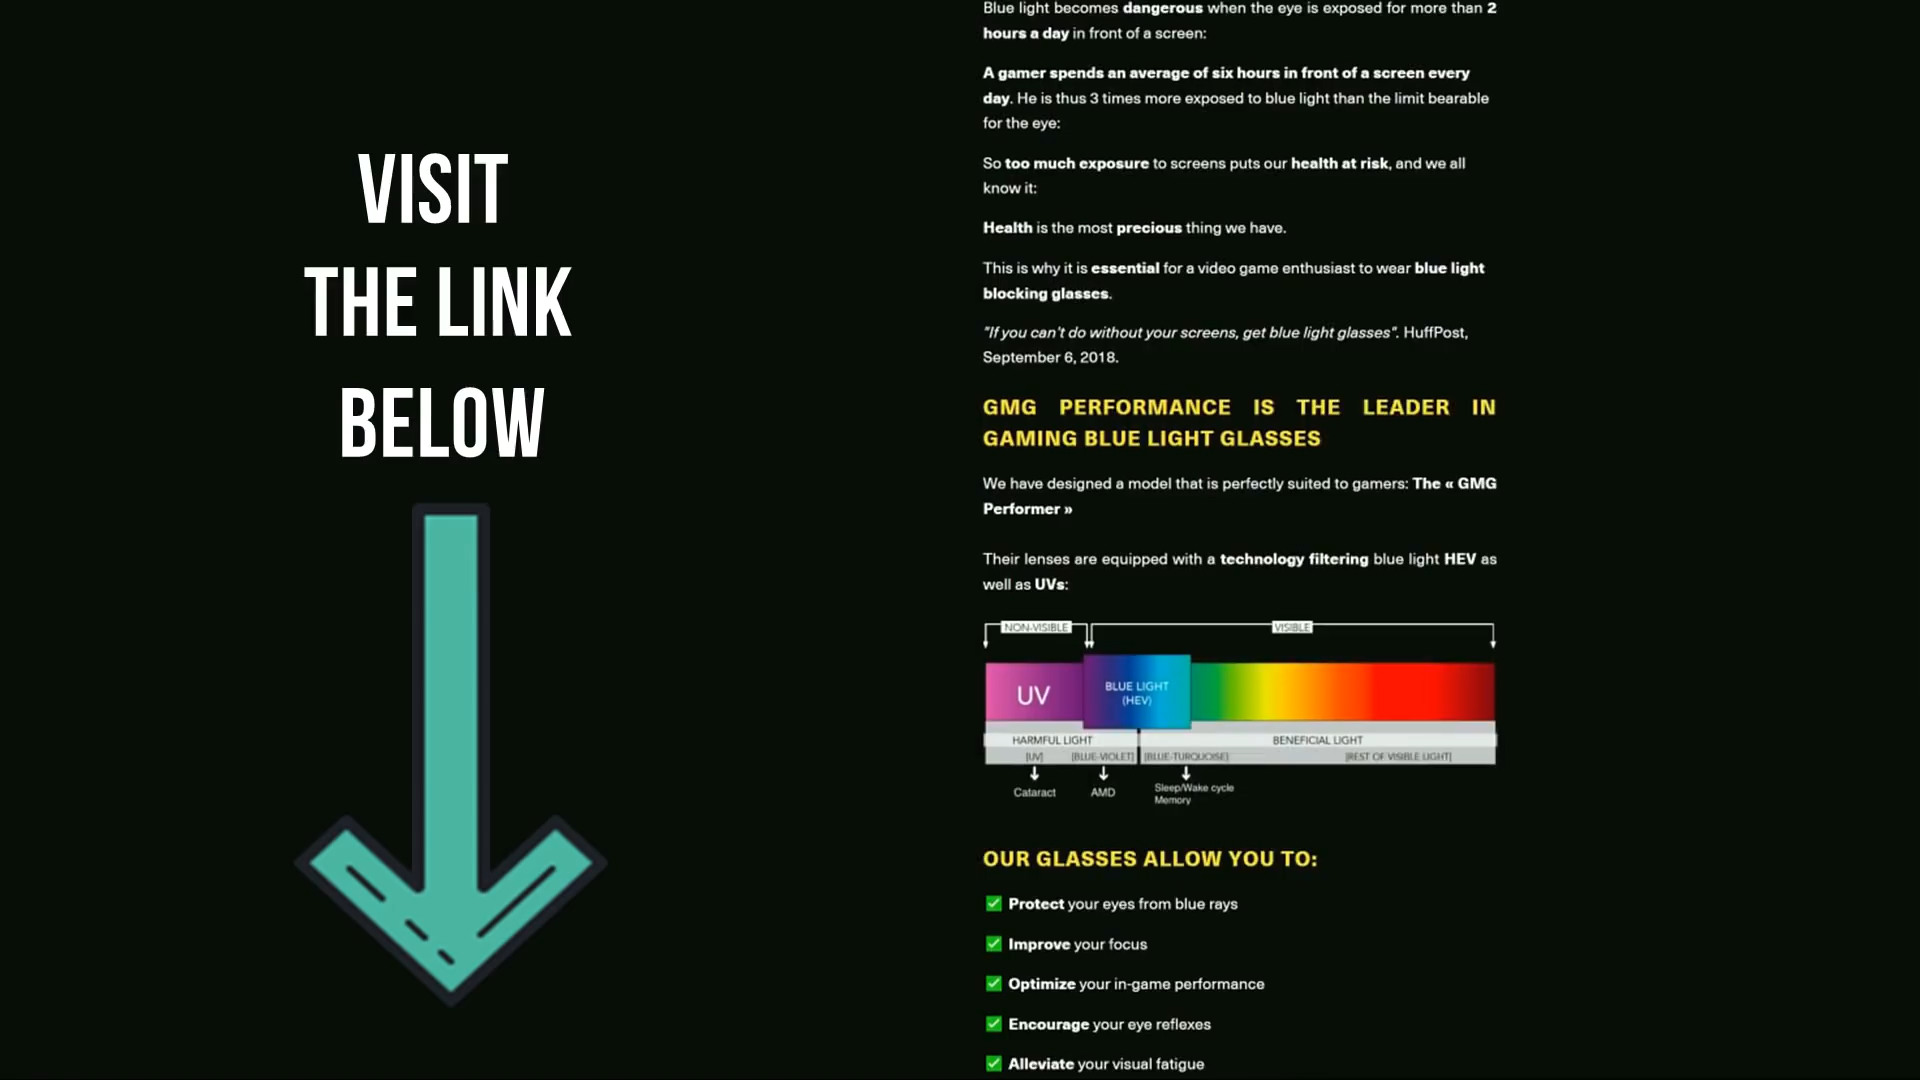 VISIT
THE LINK
BELOW
Blue light becomes dangerous when the eye is exposed for more than 2
hours a day in front of a screen:
A gamer spends an average of six hours in front of a screen every
day. He is thus 3 times more exposed to blue light than the limit bearable
for the eye:
So too much exposure to screens puts our health at risk, and we all
know it:
Health is the most precious thing we have.
This is why it is essential for a video game enthusiast to wear blue light
blocking glasses.
"If you can't do without your screens, get blue light glasses". HuffPost,
September 6, 2018.
GMG PERFORMANCE IS THE LEADER IN
GAMING BLUE LIGHT GLASSES
We have designed a model that is perfectly suited to gamers: The « GMG
Performer »
Their lenses are equipped with a technology filtering blue light HEV as
well as UVs:
NON-VISIBLE VISIBLE
UV BLUE LIGHT
(HEV)
HARMFUL LIGHT BENEFICIAL LIGHT
[UV] [BLUE-VIOLET] [BLUE-TURQUOISE] [REST OF VISIBLE LIGHT]
Cataract AMD Sleep/Wake cycle
Memory
OUR GLASSES ALLOW YOU TO:
Protect your eyes from blue rays
Improve your focus
Optimize your in-game performance
Encourage your eye reflexes
Alleviate your visual fatigue